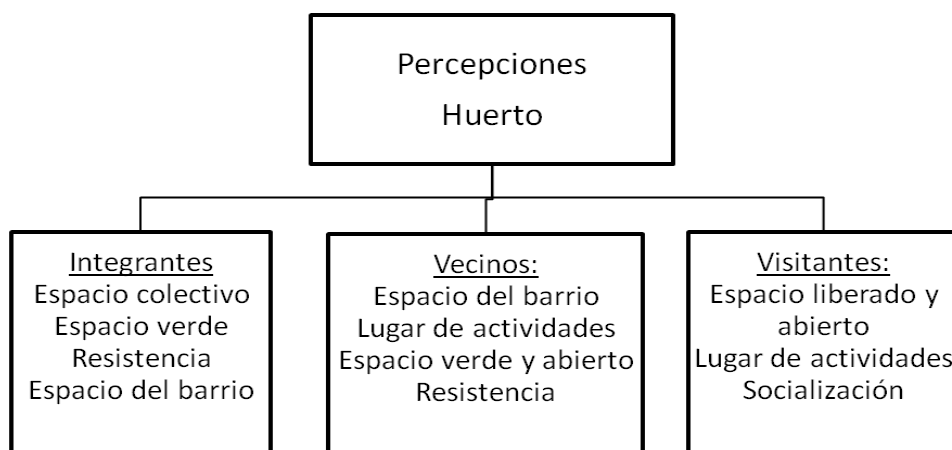 Percepciones
Huerto
Integrantes
Espacio colectivo
Espacio verde
Resistencia
Espacio del barrio
Vecinos:
Espacio del barrio
Lugar de actividades
Espacio verde y abierto
Resistencia
Visitantes:
Espacio liberado y
abierto
Lugar de actividades
Socialización